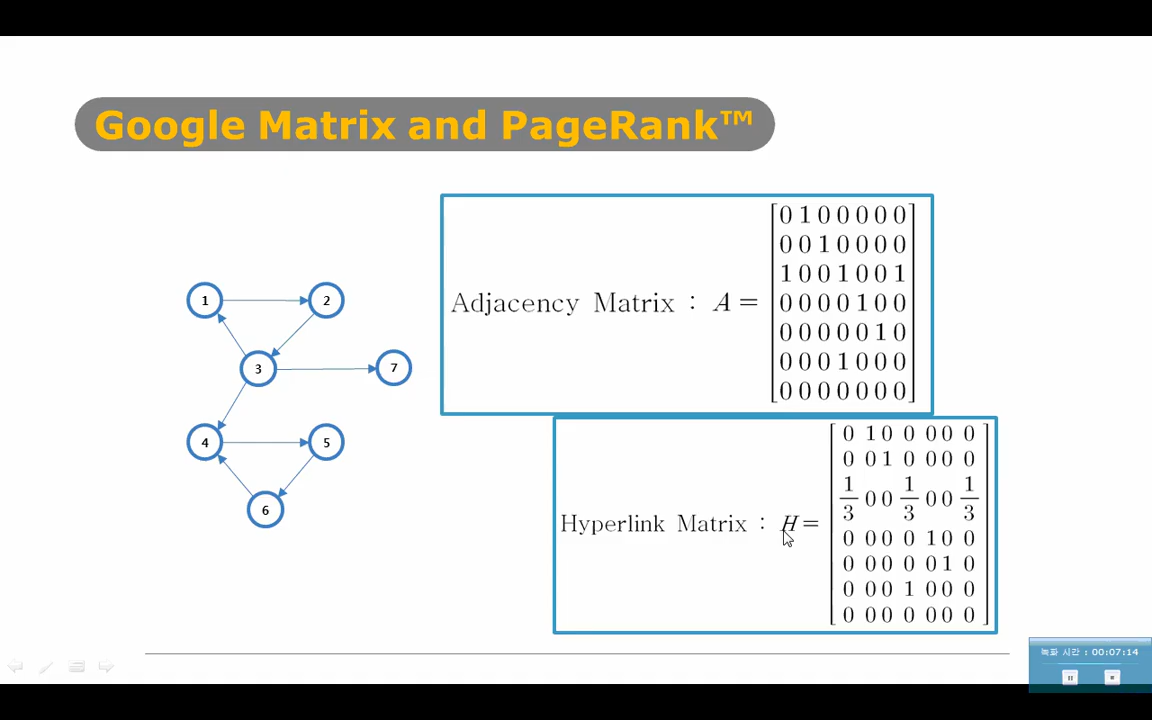 Google Matrix and PageRank™
1
2
3
7
4
5
6
Adjacency Matrix : A =
0 1 0 0 0 0 0
0 0 1 0 0 0 0
1 0 0 1 0 0 1
0 0 0 0 1 0 0
0 0 0 0 0 1 0
0 0 0 1 0 0 0
0 0 0 0 0 0 0
Hyperlink Matrix : H =
0 1 0 0 0 0 0
0 0 1 0 0 0 0
1/3 0 0 1/3 0 0 1/3
0 0 0 0 1 0 0
0 0 0 0 0 1 0
0 0 0 1 0 0 0
0 0 0 0 0 0 0
녹화 시간 : 00:07:14